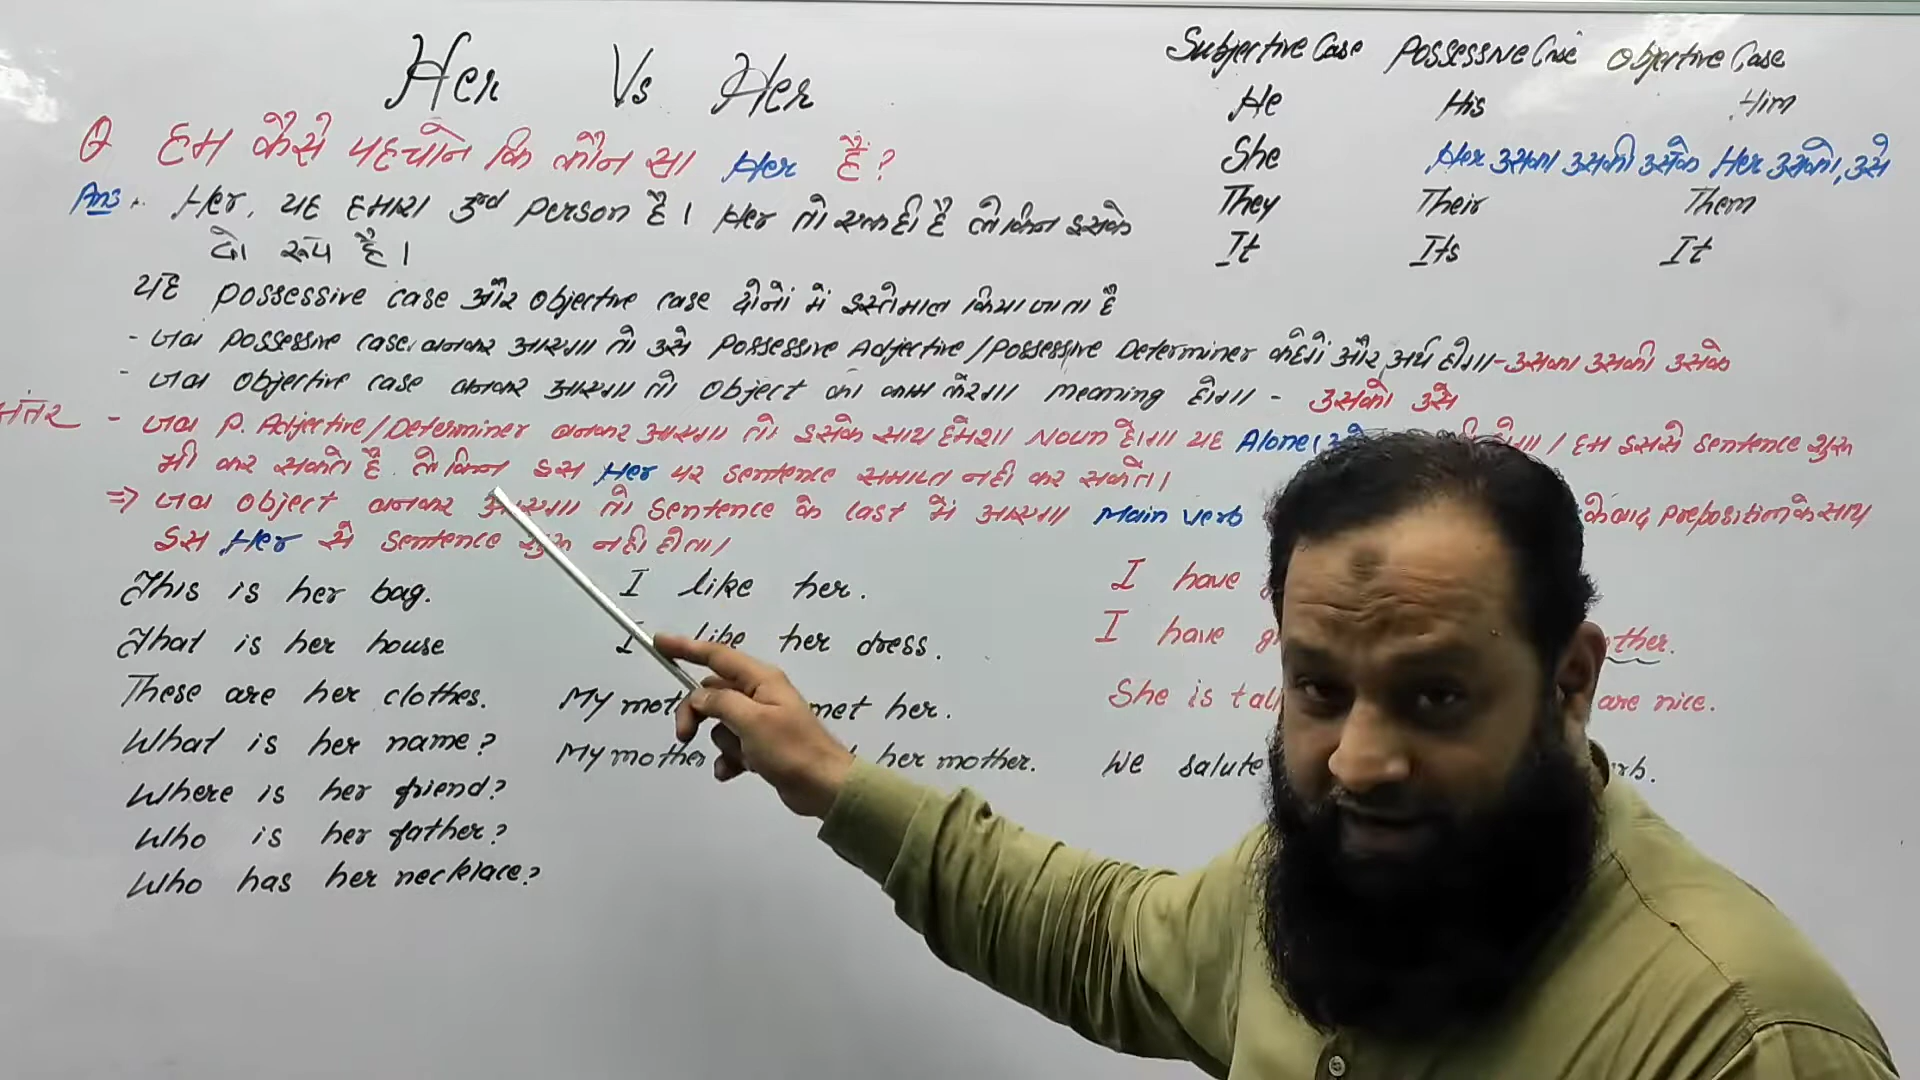 Her Vs Her
Subjective Case Possessive Case Objective Case
He His Him
She Her उसका उसकी उसके Her उसको, उसे
They Their Them
It Its It
Q हम कैसे पहचाने कि कौन सा Her है?
Ans :- Her, यह हमारा 3rd person है। Her तो एक ही है लेकिन इसके
दो रूप है।
यह possessive case और objective case दोनों में इस्तेमाल किया जाता है
- जब possessive case बनकर आएगा तो उसे possessive Adjective/possessive Determiner कहेंगे और अर्थ होगा - उसका उसकी उसके
- जब objective case बनकर आएगा तो object का काम करेगा meaning होगा - उसको उसे
अंतर - जब P. Adjective/Determiner बनकर आएगा तो इसके साथ हमेशा Noun होगा यह Alone / हम इससे sentence शुरू
भी कर सकते है लेकिन इस Her पर sentence समाप्त नही कर सकते।
⇒ जब object बनकर आएगा तो sentence के last में आएगा Main verb के बाद preposition के साथ
इस Her से sentence शुरू नही होता।
This is her bag.
That is her house
These are her clothes.
What is her name?
Where is her friend?
Who is her father?
Who has her necklace?
I like her.
I like her dress.
My mother met her.
My mother her mother.
I have
I have other.
She is are nice.
We salute